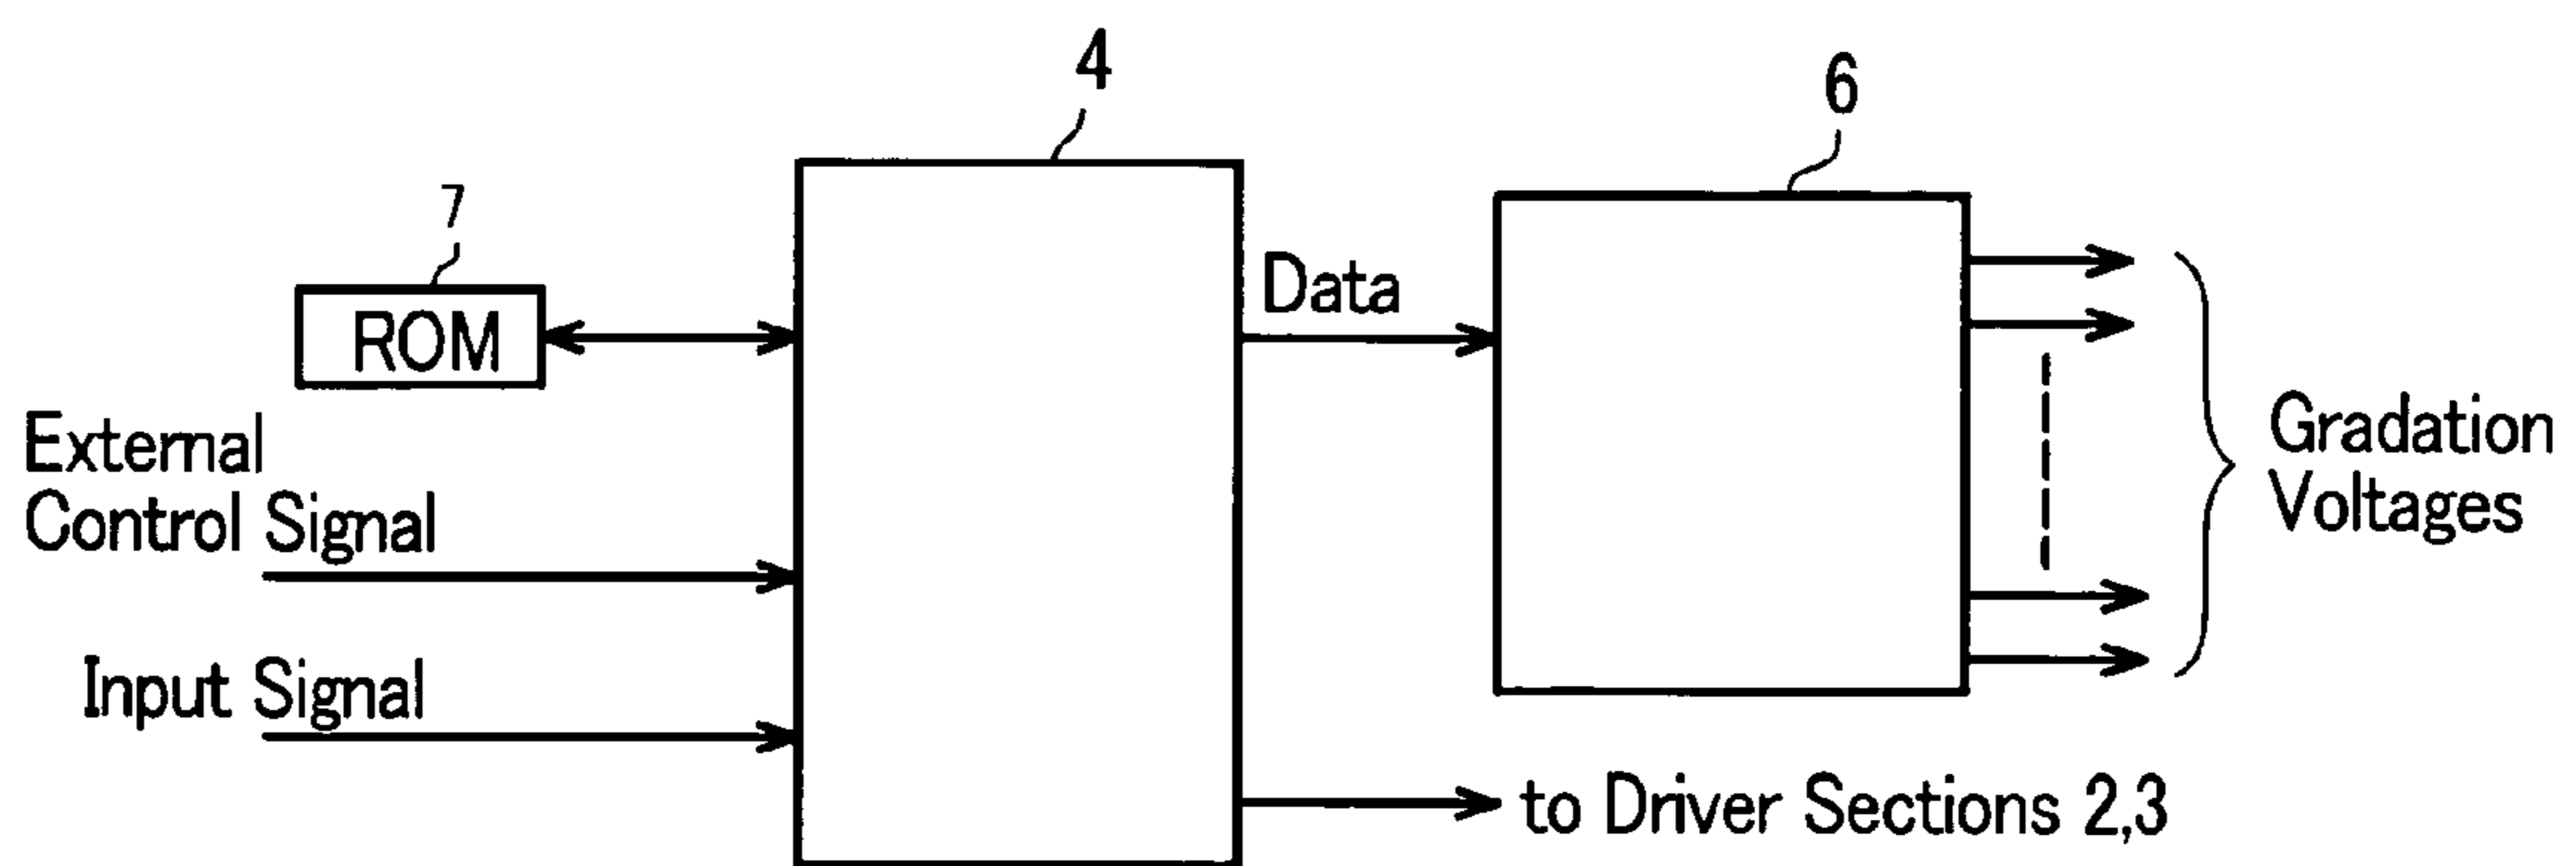 4
6
7
ROM
Data
External
Control Signal
Input Signal
Gradation
Voltages
to Driver Sections 2,3